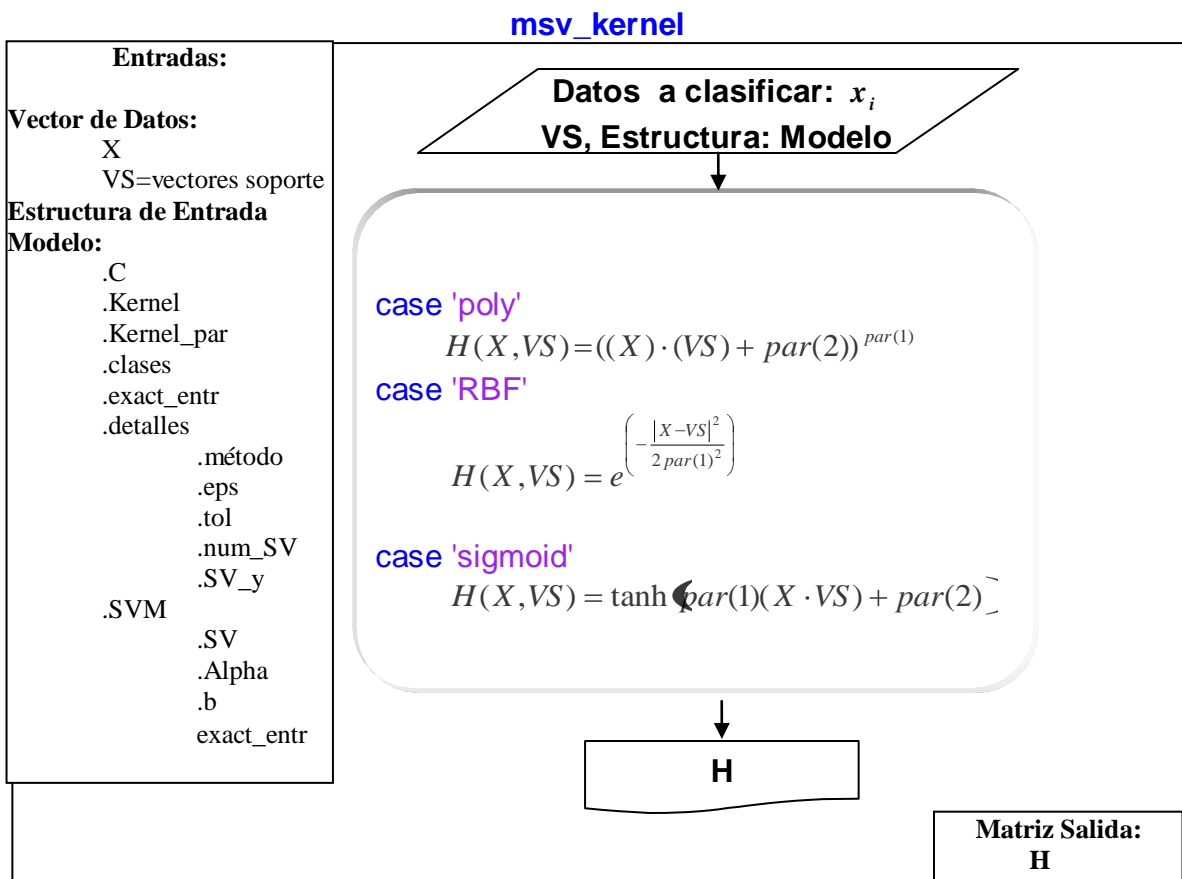 msv_kernel
Entradas:
Vector de Datos:
X
VS=vectores soporte
Estructura de Entrada
Modelo:
.C
.Kernel
.Kernel_par
.clases
.exact_entr
.detalles
.método
.eps
.tol
.num_SV
.SV_y
.SVM
.SV
.Alpha
.b
exact_entr
Datos a clasificar: x_i
VS, Estructura: Modelo
case 'poly'
H(X,VS)=((X)·(VS)+par(2))^{par(1)}
case 'RBF'
H(X,VS)=e^{(-\frac{|X-VS|^2}{2par(1)^2})}
case 'sigmoid'
H(X,VS)=tanh(par(1)(X·VS)+par(2))
H
Matriz Salida:
H